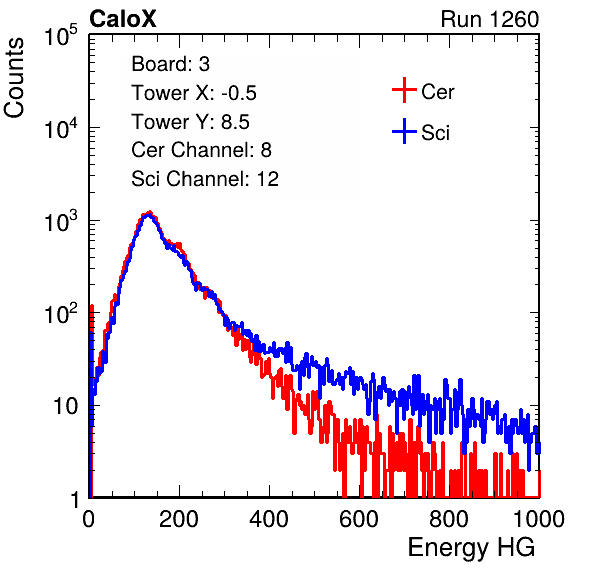 CaloX Run 1260
Counts
Board: 3
Tower X: -0.5
Tower Y: 8.5
Cer Channel: 8
Sci Channel: 12
Cer
Sci
10^5
10^4
10^3
10^2
10
1
0 200 400 600 800 1000
Energy HG